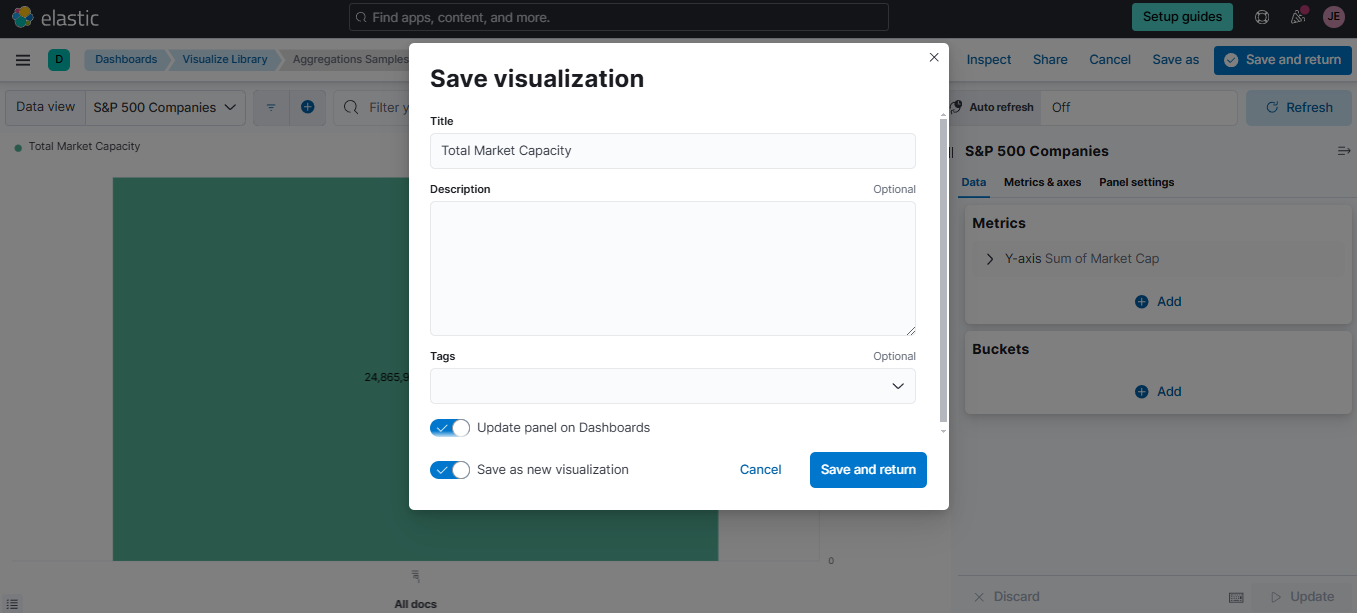 elastic
Find apps, content, and more.
Setup guides
JE
D
Dashboards
Visualize Library
Aggregations Samples
Inspect
Share
Cancel
Save as
Save and return
Data view
S&P 500 Companies
Filter y
Auto refresh
Off
Refresh
Total Market Capacity
24,865,9
0
all
All docs
Save visualization
Title
Total Market Capacity
Description
Optional
Tags
Optional
Update panel on Dashboards
Save as new visualization
Cancel
Save and return
S&P 500 Companies
Data
Metrics & axes
Panel settings
Metrics
Y-axis Sum of Market Cap
Add
Buckets
Add
Discard
Update